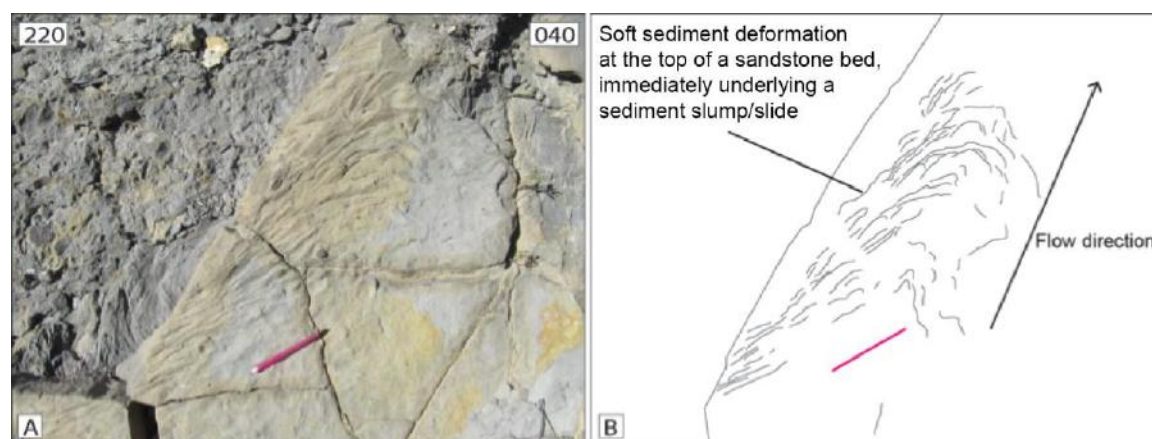 220
040
A
Soft sediment deformation
at the top of a sandstone bed,
immediately underlying a
sediment slump/slide
Flow direction
B